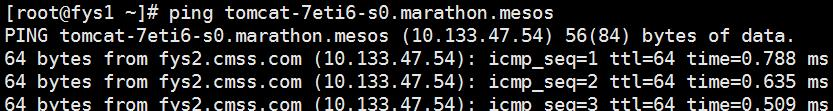 [root@fys1 ~]# ping tomcat-7eti6-s0.marathon.mesos
PING tomcat-7eti6-s0.marathon.mesos (10.133.47.54) 56(84) bytes of data.
64 bytes from fys2.cmss.com (10.133.47.54): icmp_seq=1 ttl=64 time=0.788 ms
64 bytes from fys2.cmss.com (10.133.47.54): icmp_seq=2 ttl=64 time=0.635 ms
64 bytes from fys2.cmss.com (10.133.47.54): icmp_seq=3 ttl=64 time=0.509 ms